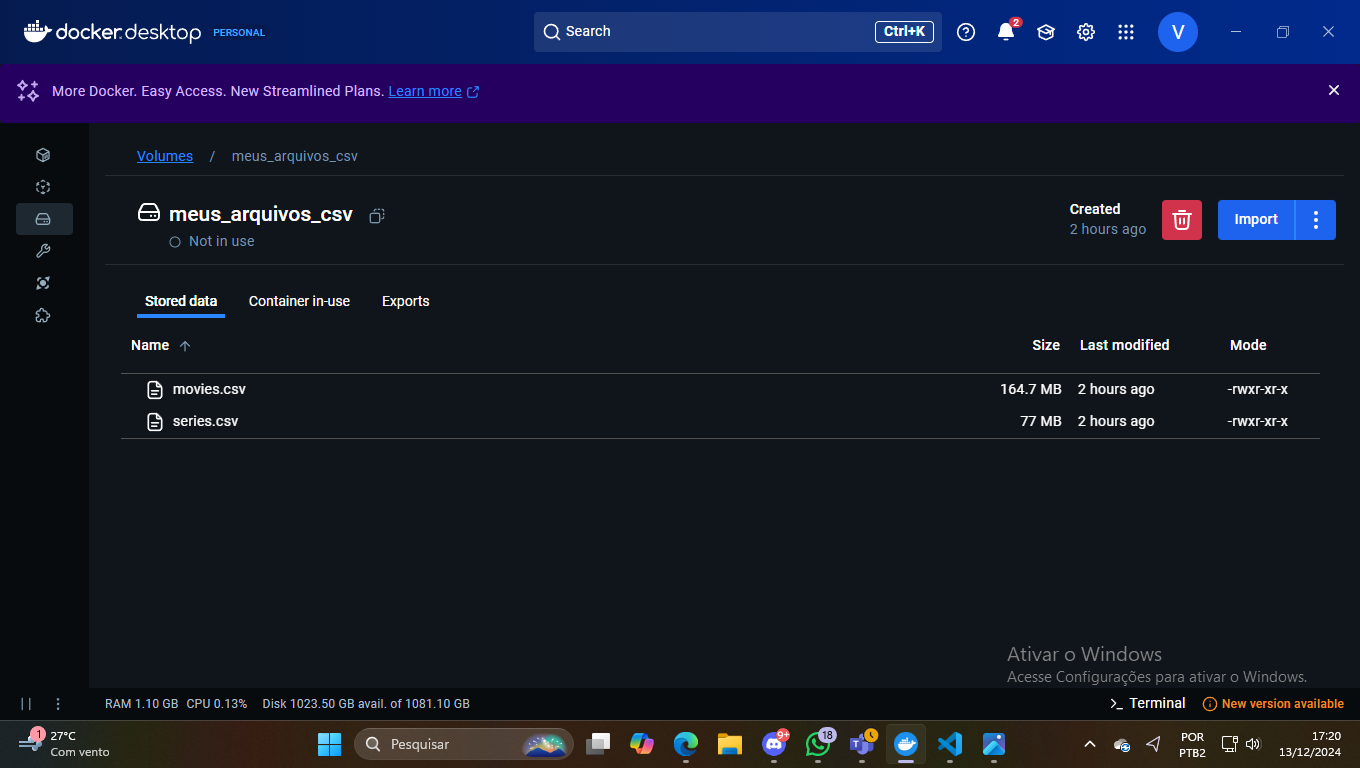 docker.desktop PERSONAL
Search Ctrl+K
2
V
More Docker. Easy Access. New Streamlined Plans. Learn more
Volumes / meus_arquivos_csv
meus_arquivos_csv
Not in use
Created
2 hours ago
Import
Stored data Container in-use Exports
Name Size Last modified Mode
movies.csv 164.7 MB 2 hours ago -rwxr-xr-x
series.csv 77 MB 2 hours ago -rwxr-xr-x
Ativar o Windows
Acesse Configurações para ativar o Windows.
RAM 1.10 GB CPU 0.13% Disk 1023.50 GB avail. of 1081.10 GB
Terminal New version available
1
27°C
Com vento
Pesquisar
9+
18
POR
PTB2
17:20
13/12/2024